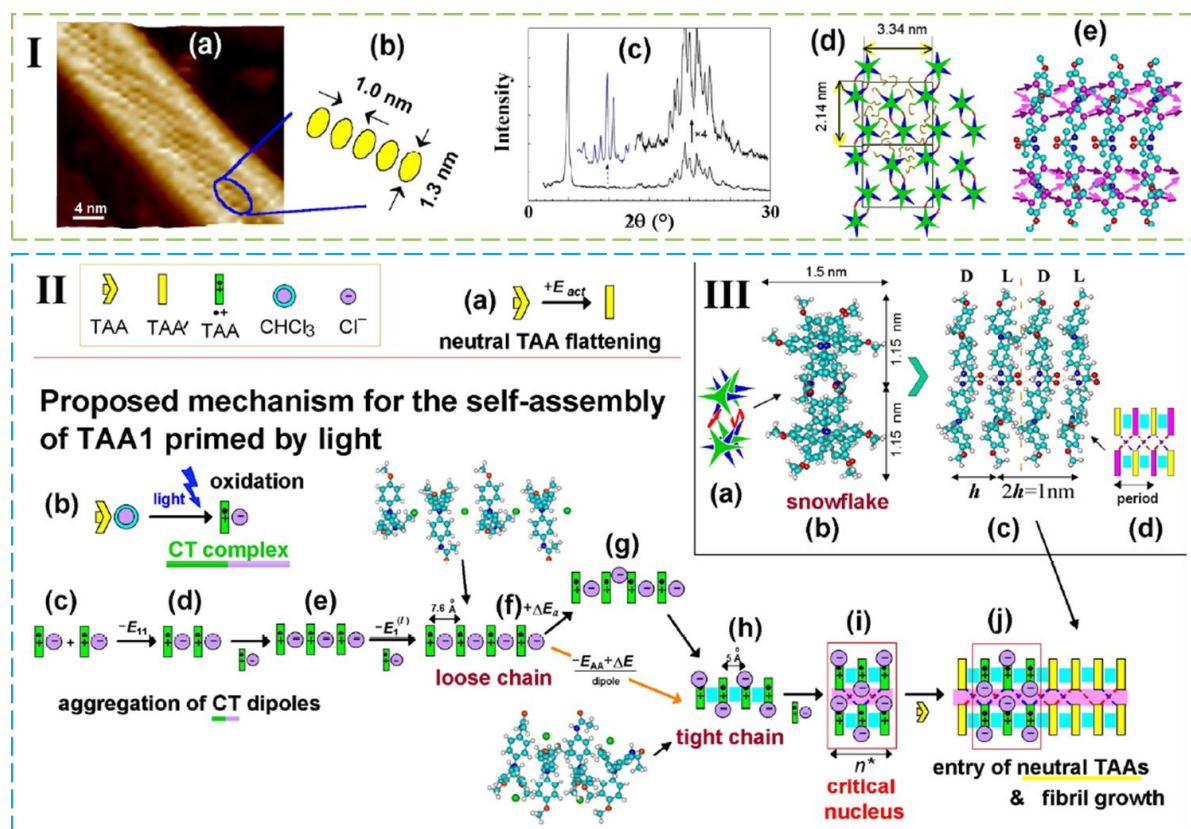 I
(a)
4 nm
(b)
1.0 nm
1.3 nm
(c)
Intensity
×4
0
2θ (°)
30
(d)
3.34 nm
2.14 nm
(e)
II
TAA
TAA′
•+
TAA
CHCl3
Cl−
(a)
+E act
neutral TAA flattening
Proposed mechanism for the self-assembly
of TAA1 primed by light
(b)
light
oxidation
CT complex
(c)
+
−E11
(d)
(e)
−E1(l)
7.6 Å
(f)
+ΔEa
loose chain
aggregation of CT dipoles
(g)
−EAA+ΔE
dipole
(h)
5 Å
tight chain
(i)
n*
critical
nucleus
(j)
entry of neutral TAAs
& fibril growth
III
1.5 nm
1.15 nm
1.15 nm
(a)
snowflake
(b)
D L D L
h
2h=1nm
(c)
period
(d)